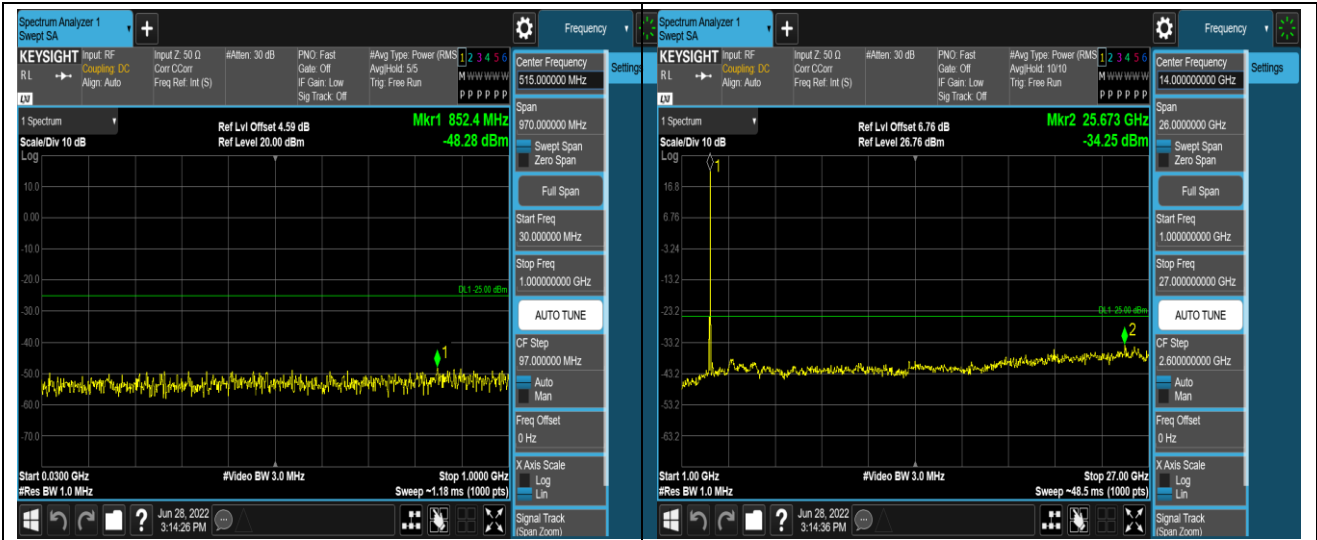 Spectrum Analyzer 1
Swept SA
Frequency
KEYSIGHT
RL
LXI
Input: RF
Coupling: DC
Align: Auto
Input Z: 50 Ω
Corr CCorr
Freq Ref: Int (S)
#Atten: 30 dB
PNO: Fast
Gate: Off
IF Gain: Low
Sig Track: Off
#Avg Type: Power (RMS
Avg|Hold: 5/5
Trig: Free Run
1 2 3 4 5 6
M W W W W W
P P P P P P
Center Frequency
515.000000 MHz
Settings
1 Spectrum
Scale/Div 10 dB
Log
Ref Lvl Offset 4.59 dB
Ref Level 20.00 dBm
Mkr1 852.4 MHz
-48.28 dBm
10.0
0.00
-10.0
-20.0
DL1 -25.00 dBm
-30.0
-40.0
1
-50.0
-60.0
-70.0
Start 0.0300 GHz
#Res BW 1.0 MHz
#Video BW 3.0 MHz
Stop 1.0000 GHz
Sweep ~1.18 ms (1000 pts)
Span
970.000000 MHz
Swept Span
Zero Span
Full Span
Start Freq
30.000000 MHz
Stop Freq
1.000000000 GHz
AUTO TUNE
CF Step
97.000000 MHz
Auto
Man
Freq Offset
0 Hz
X Axis Scale
Log
Lin
Signal Track
(Span Zoom)
Jun 28, 2022
3:14:26 PM
Spectrum Analyzer 1
Swept SA
Frequency
KEYSIGHT
RL
LXI
Input: RF
Coupling: DC
Align: Auto
Input Z: 50 Ω
Corr CCorr
Freq Ref: Int (S)
#Atten: 30 dB
PNO: Fast
Gate: Off
IF Gain: Low
Sig Track: Off
#Avg Type: Power (RMS
Avg|Hold: 10/10
Trig: Free Run
1 2 3 4 5 6
M W W W W W
P P P P P P
Center Frequency
14.000000000 GHz
Settings
1 Spectrum
Scale/Div 10 dB
Log
Ref Lvl Offset 6.76 dB
Ref Level 26.76 dBm
Mkr2 25.673 GHz
-34.25 dBm
1
16.8
6.76
-3.24
-13.2
-23.2
DL1 -25.00 dBm
2
-33.2
-43.2
-53.2
-63.2
Start 1.00 GHz
#Res BW 1.0 MHz
#Video BW 3.0 MHz
Stop 27.00 GHz
Sweep ~48.5 ms (1000 pts)
Span
26.0000000 GHz
Swept Span
Zero Span
Full Span
Start Freq
1.000000000 GHz
Stop Freq
27.000000000 GHz
AUTO TUNE
CF Step
2.600000000 GHz
Auto
Man
Freq Offset
0 Hz
X Axis Scale
Log
Lin
Signal Track
(Span Zoom)
Jun 28, 2022
3:14:36 PM